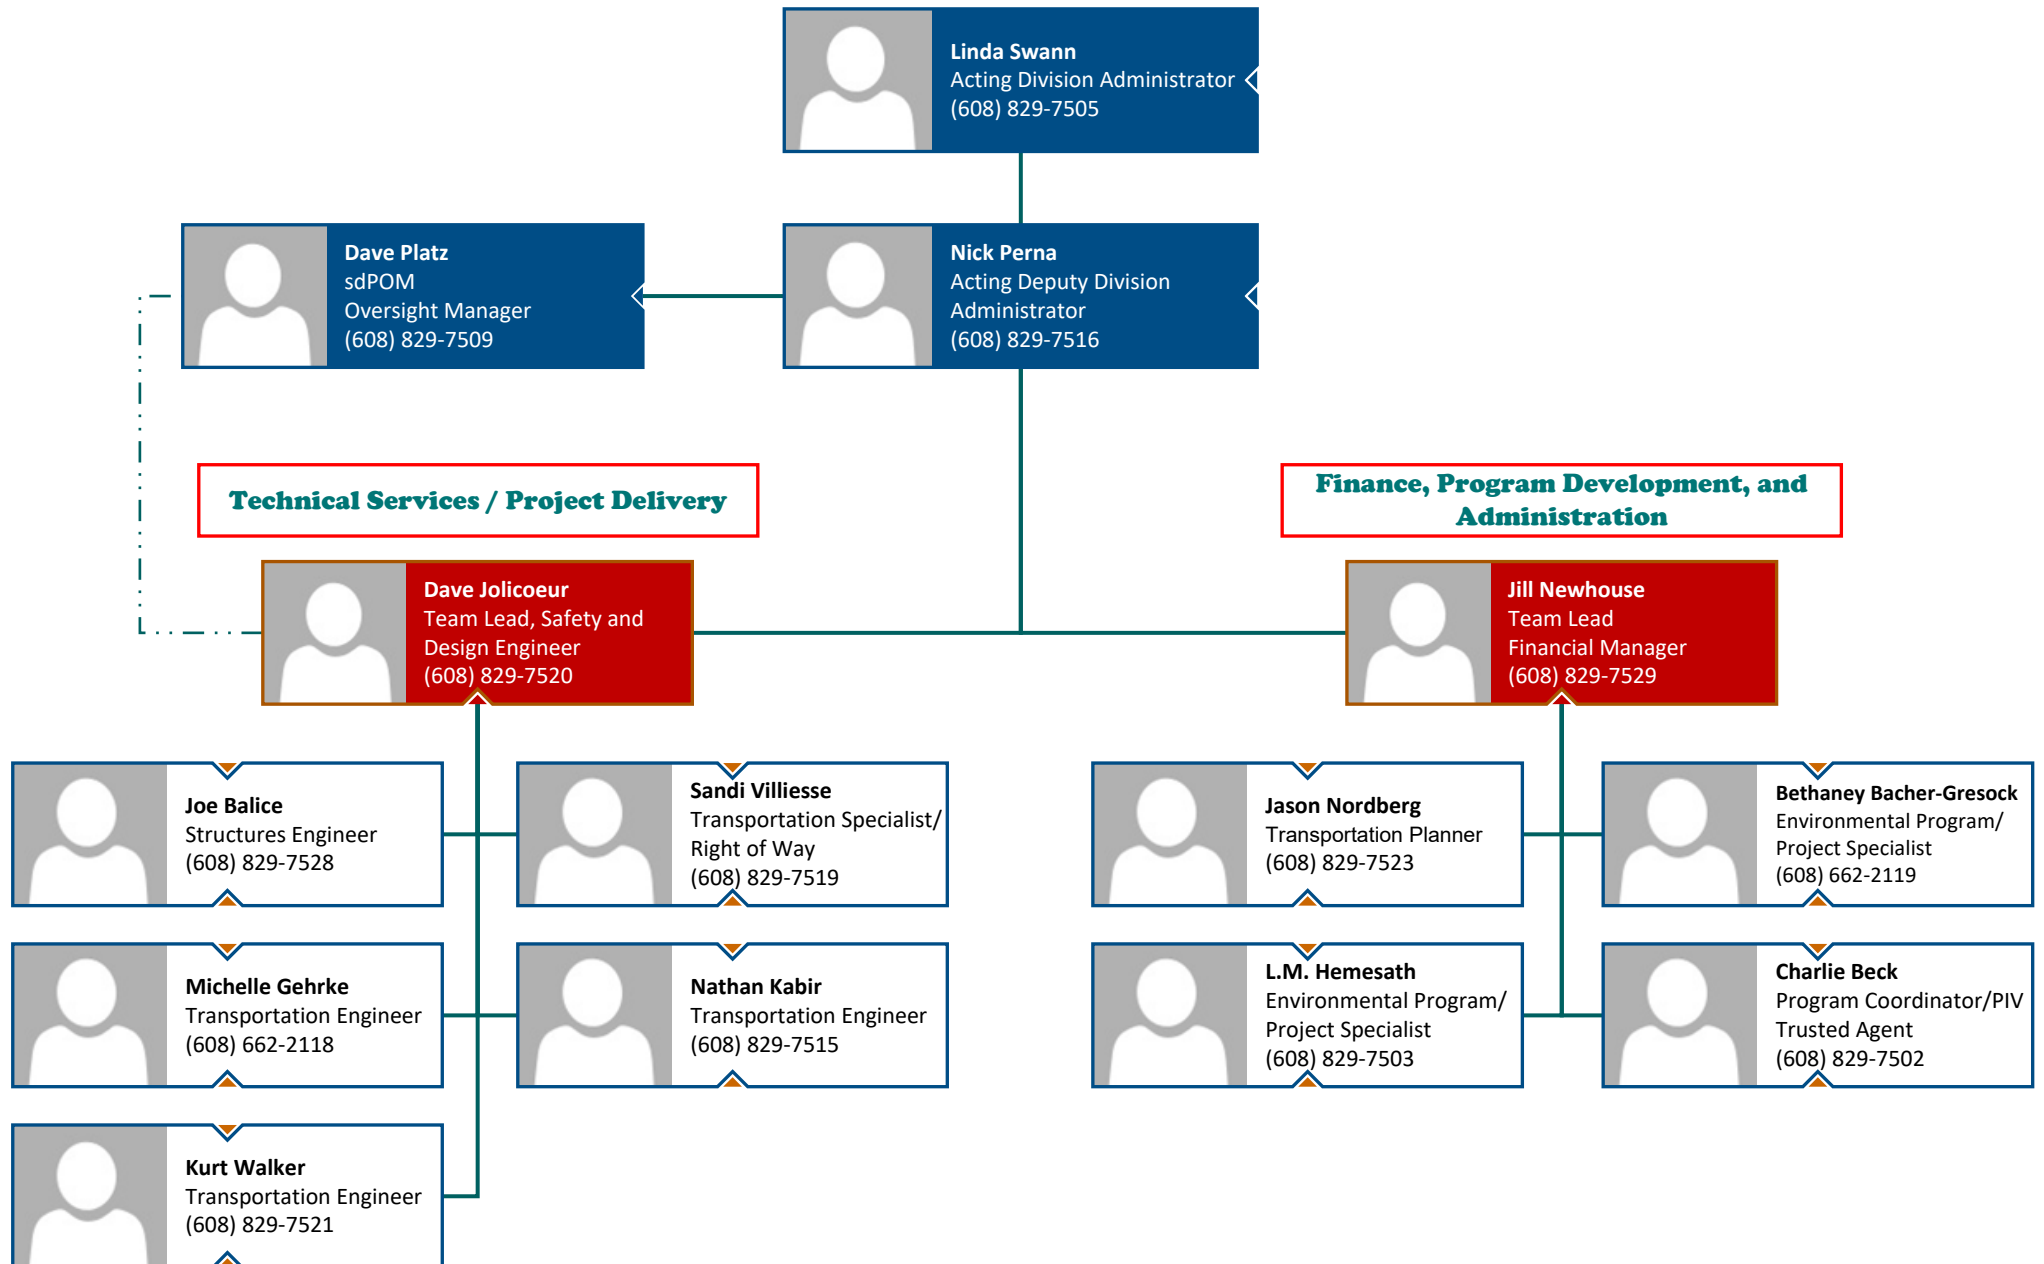 Linda Swann
Acting Division Administrator
(608) 829-7505
Dave Platz
sdPOM
Oversight Manager
(608) 829-7509
Nick Perna
Acting Deputy Division
Administrator
(608) 829-7516
Technical Services / Project Delivery
Finance, Program Development, and
Administration
Dave Jolicoeur
Team Lead, Safety and
Design Engineer
(608) 829-7520
Jill Newhouse
Team Lead
Financial Manager
(608) 829-7529
Joe Balice
Structures Engineer
(608) 829-7528
Sandi Villiesse
Transportation Specialist/
Right of Way
(608) 829-7519
Jason Nordberg
Transportation Planner
(608) 829-7523
Bethaney Bacher-Gresock
Environmental Program/
Project Specialist
(608) 662-2119
Michelle Gehrke
Transportation Engineer
(608) 662-2118
Nathan Kabir
Transportation Engineer
(608) 829-7515
L.M. Hemesath
Environmental Program/
Project Specialist
(608) 829-7503
Charlie Beck
Program Coordinator/PIV
Trusted Agent
(608) 829-7502
Kurt Walker
Transportation Engineer
(608) 829-7521